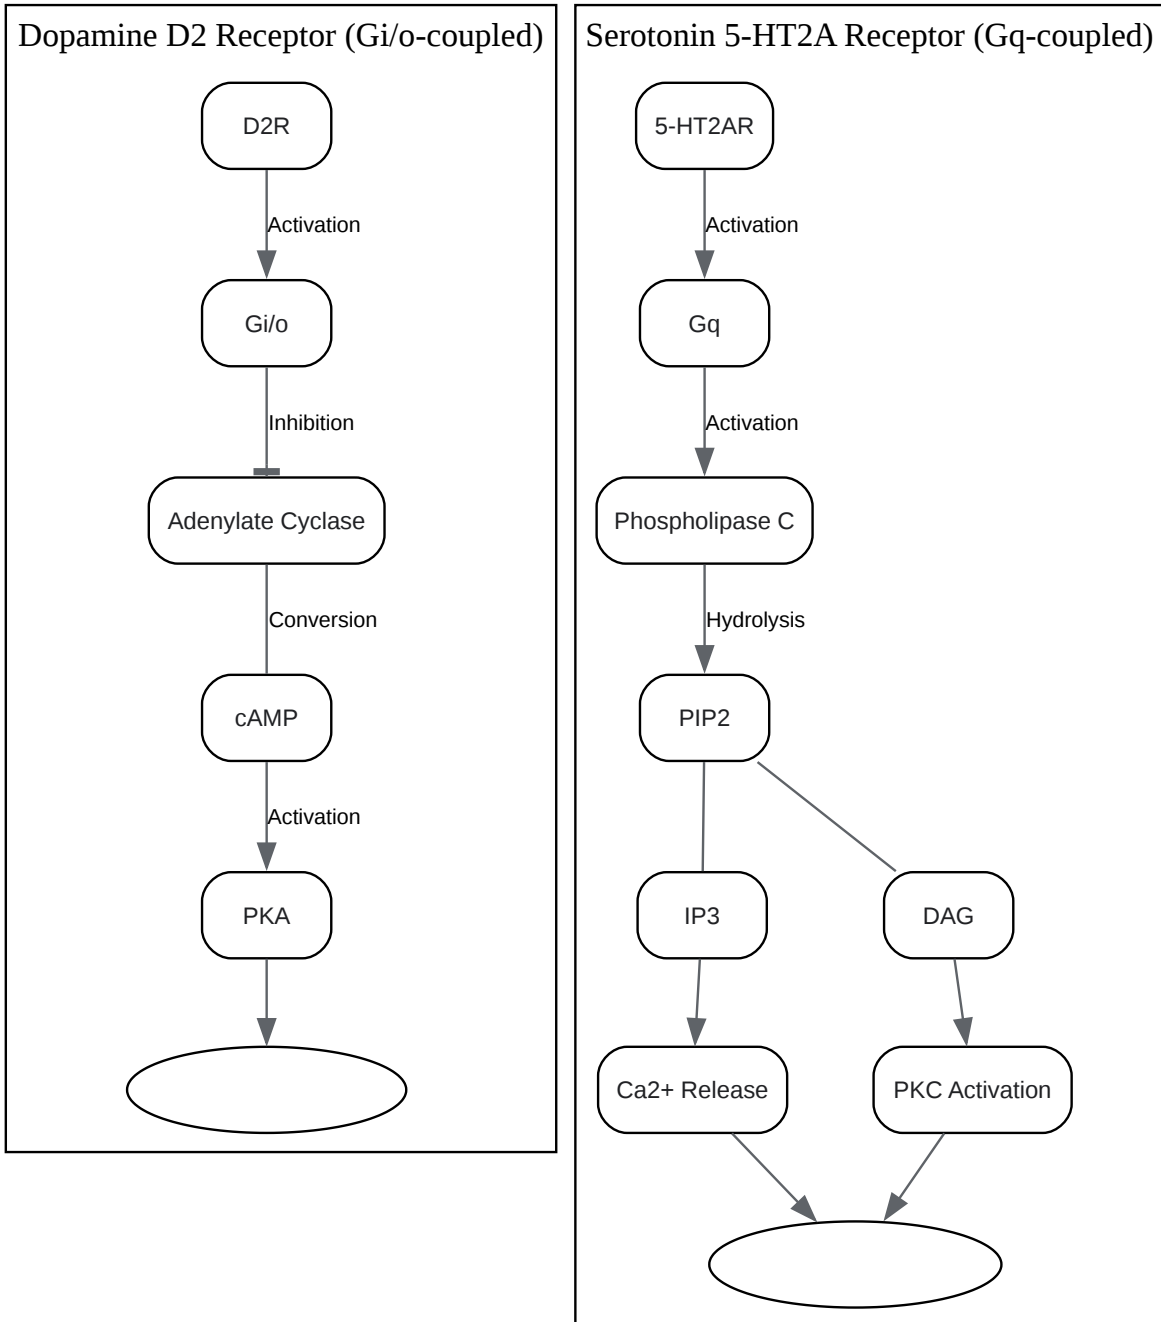 Dopamine D2 Receptor (Gi/o-coupled)
D2R
Activation
Gi/o
Inhibition
Adenylate Cyclase
Conversion
cAMP
Activation
PKA
Serotonin 5-HT2A Receptor (Gq-coupled)
5-HT2AR
Activation
Gq
Activation
Phospholipase C
Hydrolysis
PIP2
IP3
DAG
Ca2+ Release
PKC Activation